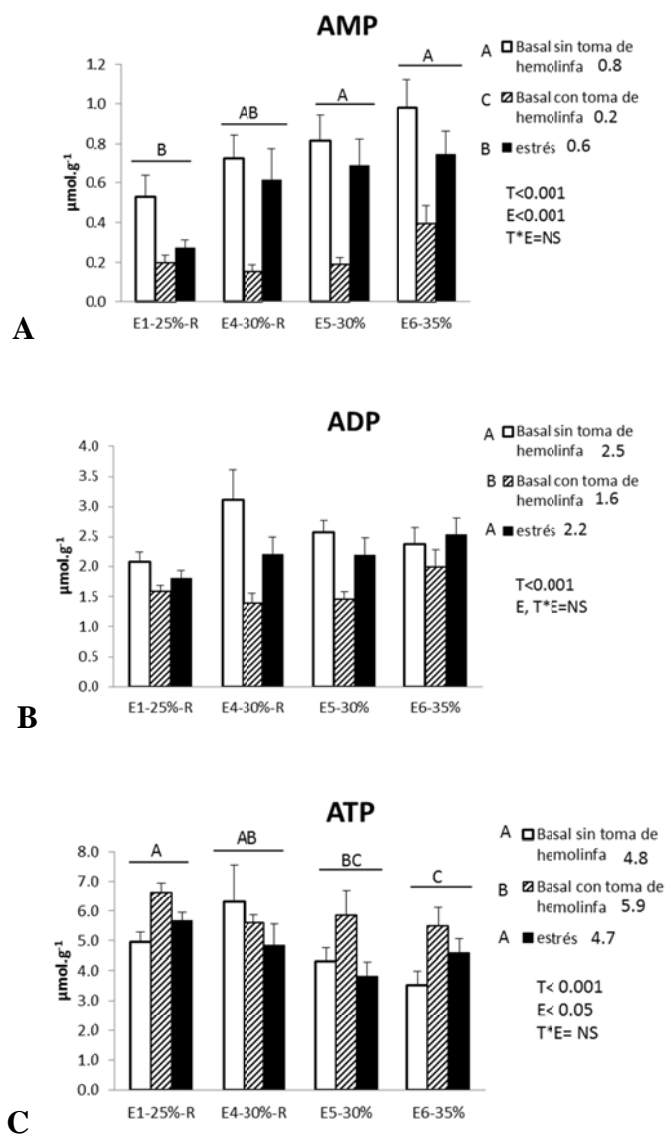 AMP
µmol.g-1
1.2
1.0
0.8
0.6
0.4
0.2
0.0
B
AB
A
A
E1-25%-R
E4-30%-R
E5-30%
E6-35%
A Basal sin toma de
hemolinfa 0.8
C Basal con toma de
hemolinfa 0.2
B estrés 0.6
T<0.001
E<0.001
T*E=NS
A
ADP
µmol.g-1
4.0
3.5
3.0
2.5
2.0
1.5
1.0
0.5
0.0
E1-25%-R
E4-30%-R
E5-30%
E6-35%
A Basal sin toma de
hemolinfa 2.5
B Basal con toma de
hemolinfa 1.6
A estrés 2.2
T<0.001
E, T*E=NS
B
ATP
µmol.g-1
8.0
7.0
6.0
5.0
4.0
3.0
2.0
1.0
0.0
A
AB
BC
C
E1-25%-R
E4-30%-R
E5-30%
E6-35%
A Basal sin toma de
hemolinfa 4.8
B Basal con toma de
hemolinfa 5.9
A estrés 4.7
T< 0.001
E< 0.05
T*E= NS
C